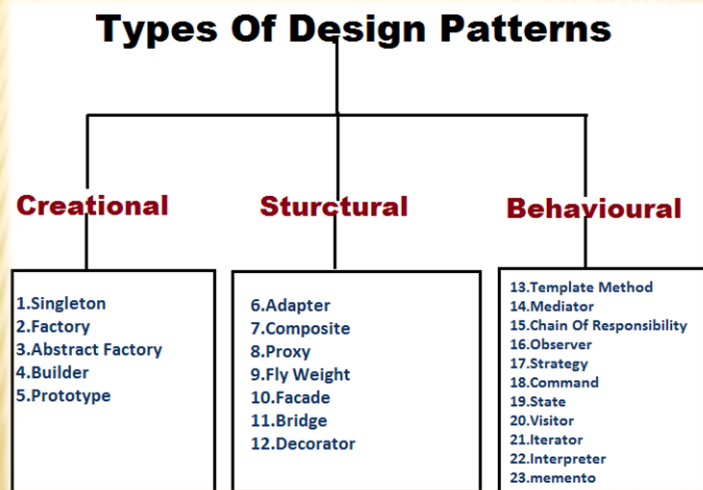 Types Of Design Patterns
Creational
Sturctural
Behavioural
1.Singleton
2.Factory
3.Abstract Factory
4.Builder
5.Prototype
6.Adapter
7.Composite
8.Proxy
9.Fly Weight
10.Facade
11.Bridge
12.Decorator
13.Template Method
14.Mediator
15.Chain Of Responsibility
16.Observer
17.Strategy
18.Command
19.State
20.Visitor
21.Iterator
22.Interpreter
23.memento